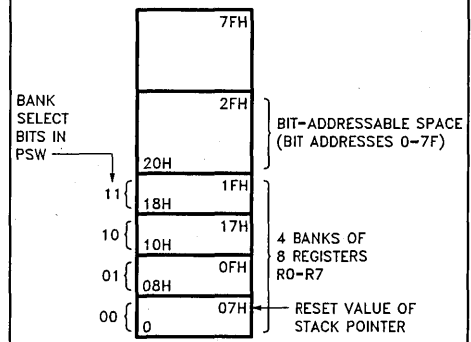 7FH
BANK
SELECT
BITS IN
PSW
2FH
20H
BIT-ADDRESSABLE SPACE
(BIT ADDRESSES 0-7F)
11
1FH
18H
10
17H
10H
4 BANKS OF
8 REGISTERS
R0-R7
01
0FH
08H
00
07H
0
RESET VALUE OF
STACK POINTER